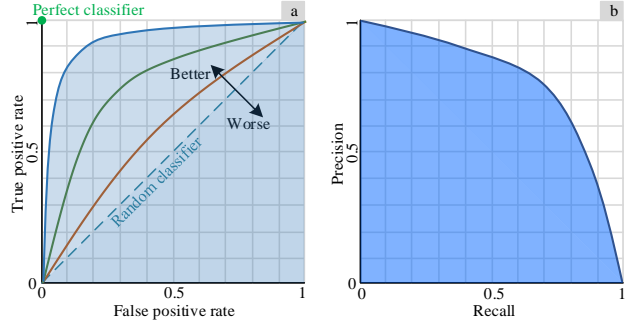 Perfect classifier
a
1
True positive rate
0.5
0
Better
Worse
Random classifier
0
0.5
1
False positive rate
b
1
Precision
0.5
0
0
0.5
1
Recall